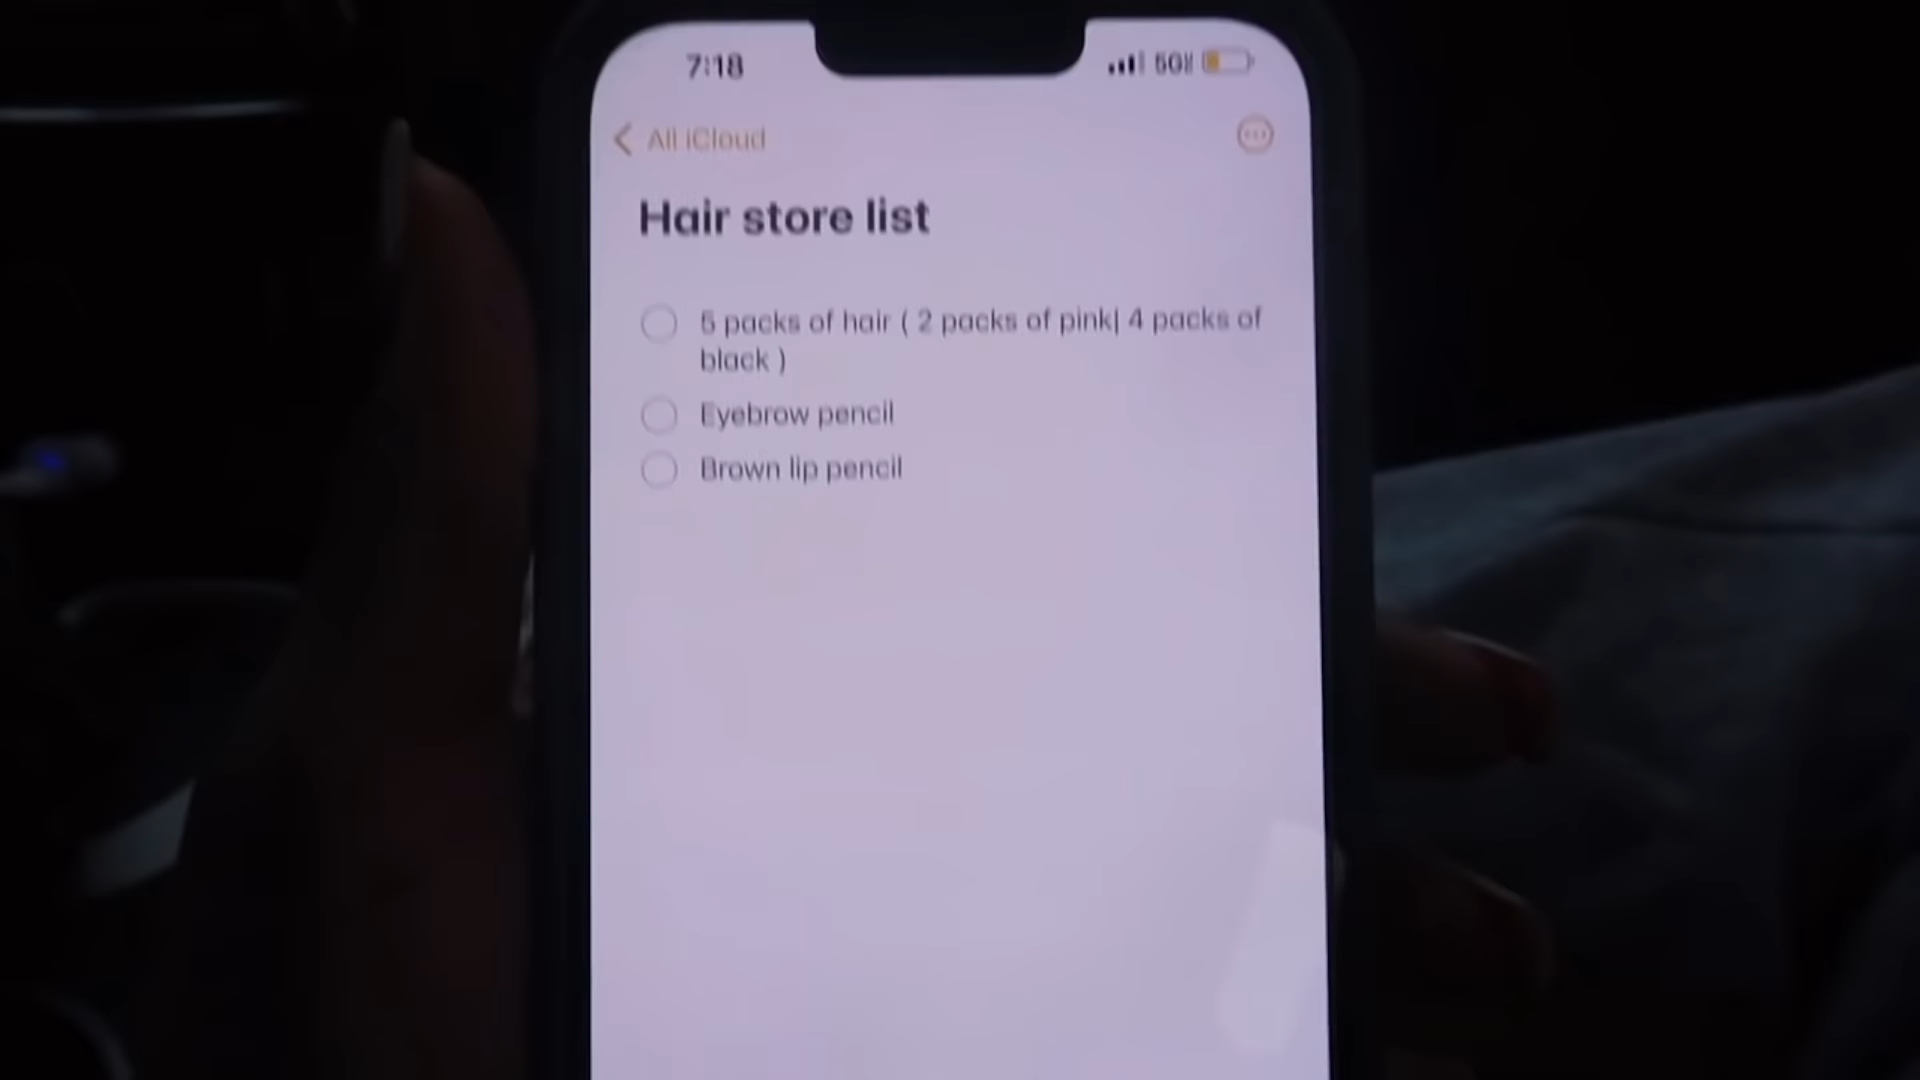 7:18
5G
All iCloud
Hair store list
5 packs of hair ( 2 packs of pink| 4 packs of
black )
Eyebrow pencil
Brown lip pencil